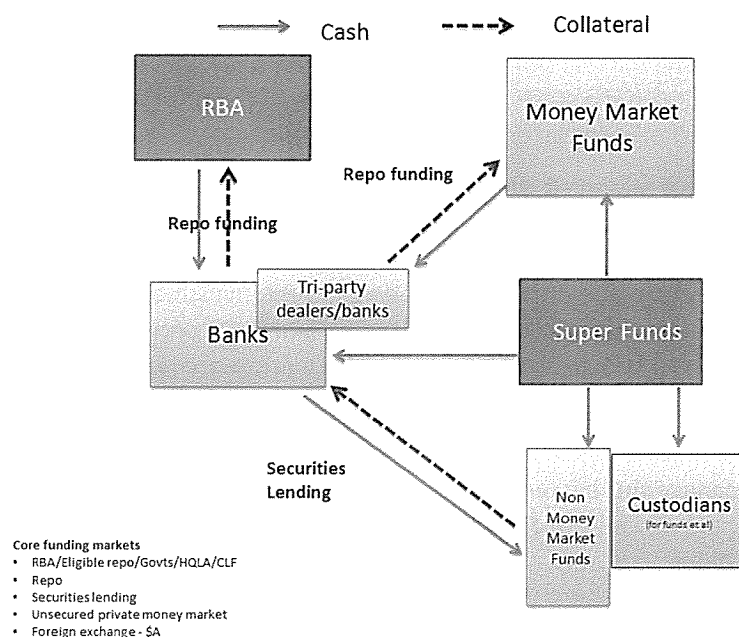 Cash
Collateral
RBA
Money Market
Funds
Repo funding
Repo funding
Tri-party
dealers/banks
Banks
Super Funds
Securities
Lending
Non
Money
Market
Funds
Custodians
(for funds et al)
Core funding markets
• RBA/Eligible repo/Govts/HQLA/CLF
• Repo
• Securities lending
• Unsecured private money market
• Foreign exchange - $A